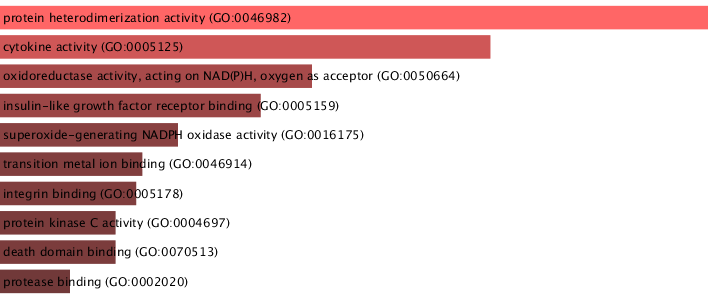 protein heterodimerization activity (GO:0046982)
cytokine activity (GO:0005125)
oxidoreductase activity, acting on NAD(P)H, oxygen as acceptor (GO:0050664)
insulin-like growth factor receptor binding (GO:0005159)
superoxide-generating NADPH oxidase activity (GO:0016175)
transition metal ion binding (GO:0046914)
integrin binding (GO:0005178)
protein kinase C activity (GO:0004697)
death domain binding (GO:0070513)
protease binding (GO:0002020)